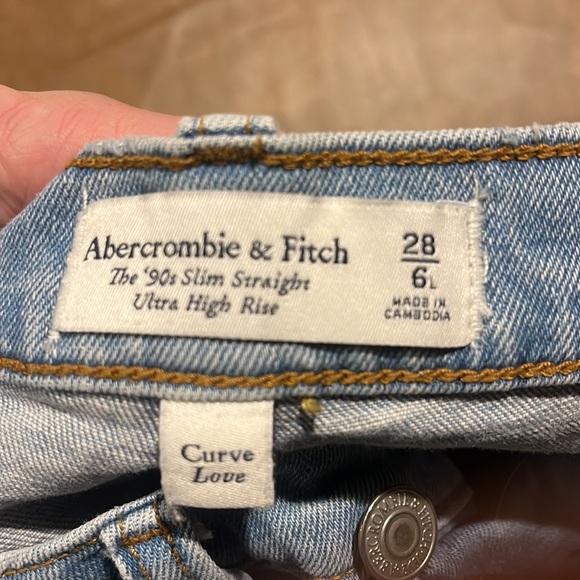 Abercrombie & Fitch
The '90s Slim Straight
Ultra High Rise
28
6L
MADE IN
CAMBODIA
Curve
Love